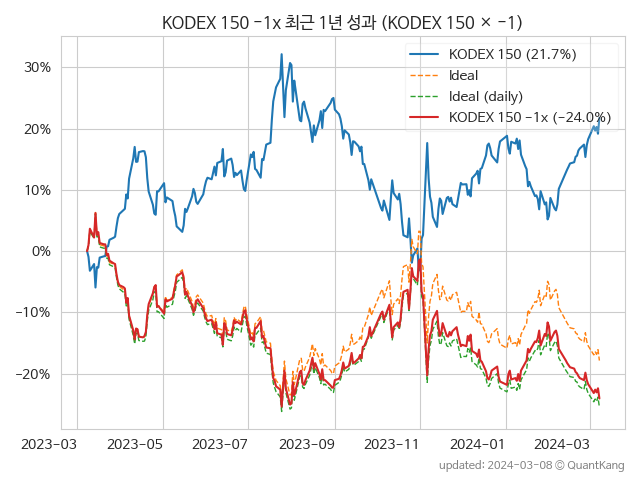 KODEX 150 −1x 최근 1년 성과 (KODEX 150 × −1)
KODEX 150 (21.7%)
Ideal
Ideal (daily)
KODEX 150 −1x (−24.0%)
30%
20%
10%
0%
−10%
−20%
2023−03
2023−05
2023−07
2023−09
2023−11
2024−01
2024−03
updated: 2024−03−08 © QuantKang